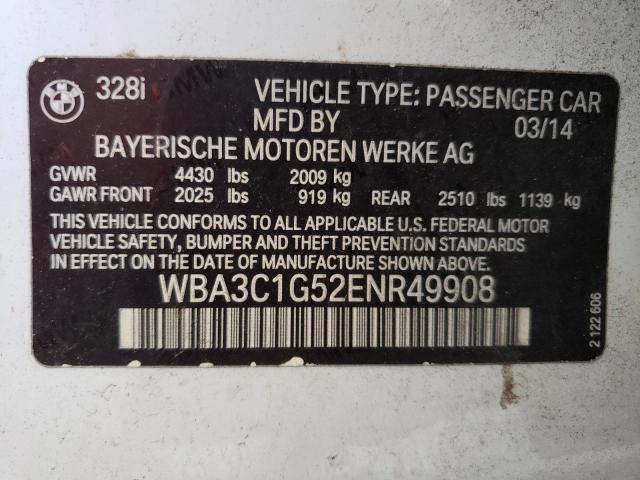 328i VEHICLE TYPE: PASSENGER CAR
MFD BY 03/14
BAYERISCHE MOTOREN WERKE AG
GVWR 4430 lbs 2009 kg
GAWR FRONT 2025 lbs 919 kg REAR 2510 lbs 1139 kg
THIS VEHICLE CONFORMS TO ALL APPLICABLE U.S. FEDERAL MOTOR
VEHICLE SAFETY, BUMPER AND THEFT PREVENTION STANDARDS
IN EFFECT ON THE DATE OF MANUFACTURE SHOWN ABOVE.
WBA3C1G52ENR49908
2 122 606